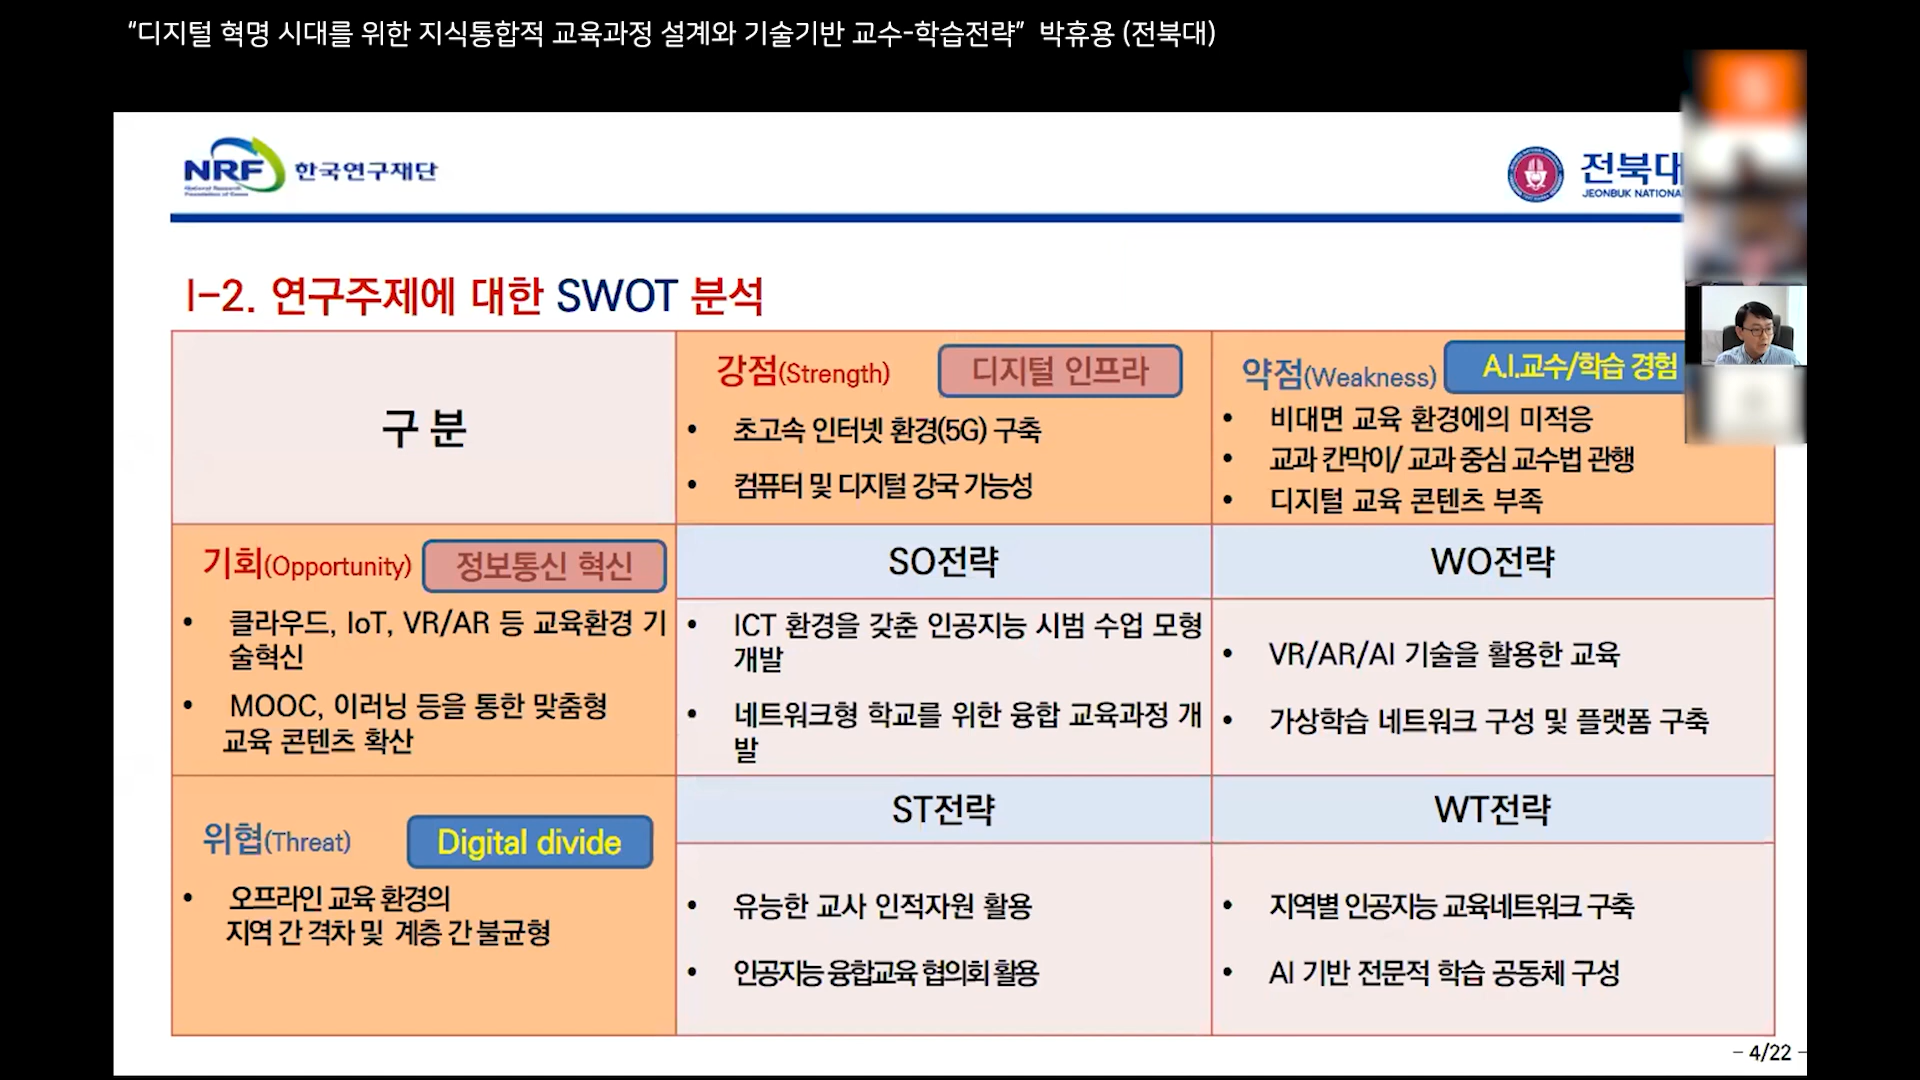 “디지털 혁명 시대를 위한 지식통합적 교육과정 설계와 기술기반 교수-학습전략” 박휴용 (전북대)
NRF 한국연구재단
National Research
Foundation of Korea
전북대
JEONBUK NATIONAL
I-2. 연구주제에 대한 SWOT 분석
구 분
강점(Strength) 디지털 인프라
• 초고속 인터넷 환경(5G) 구축
• 컴퓨터 및 디지털 강국 가능성
약점(Weakness) A.I.교수/학습 경험
• 비대면 교육 환경에의 미적응
• 교과 칸막이/ 교과 중심 교수법 관행
• 디지털 교육 콘텐츠 부족
기회(Opportunity) 정보통신 혁신
• 클라우드, IoT, VR/AR 등 교육환경 기
술혁신
• MOOC, 이러닝 등을 통한 맞춤형
교육 콘텐츠 확산
SO전략
• ICT 환경을 갖춘 인공지능 시범 수업 모형
개발
• 네트워크형 학교를 위한 융합 교육과정 개
발
WO전략
• VR/AR/AI 기술을 활용한 교육
• 가상학습 네트워크 구성 및 플랫폼 구축
위협(Threat) Digital divide
• 오프라인 교육 환경의
지역 간 격차 및 계층 간 불균형
ST전략
• 유능한 교사 인적자원 활용
• 인공지능 융합교육 협의회 활용
WT전략
• 지역별 인공지능 교육네트워크 구축
• AI 기반 전문적 학습 공동체 구성
- 4/22 -